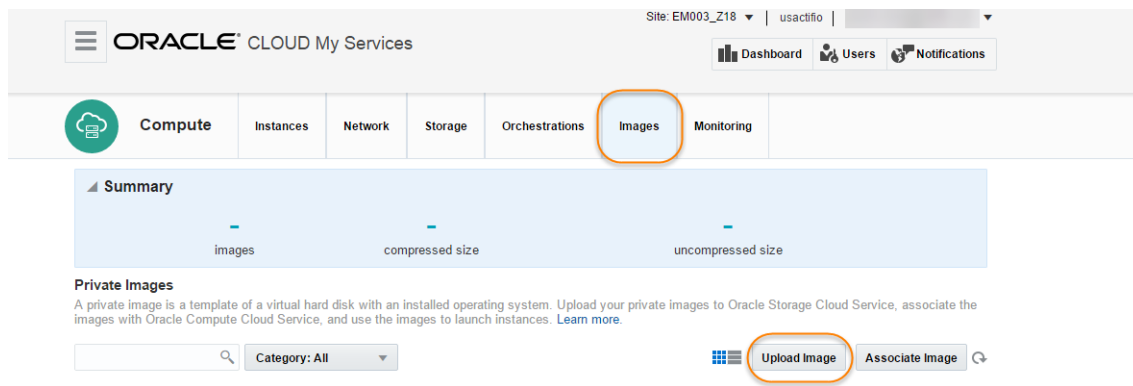 Site: EM003_Z18 usactifio
ORACLE CLOUD My Services
Dashboard Users Notifications
Compute Instances Network Storage Orchestrations Images Monitoring
Summary
- - -
images compressed size uncompressed size
Private Images
A private image is a template of a virtual hard disk with an installed operating system. Upload your private images to Oracle Storage Cloud Service, associate the
images with Oracle Compute Cloud Service, and use the images to launch instances. Learn more.
Category: All Upload Image Associate Image